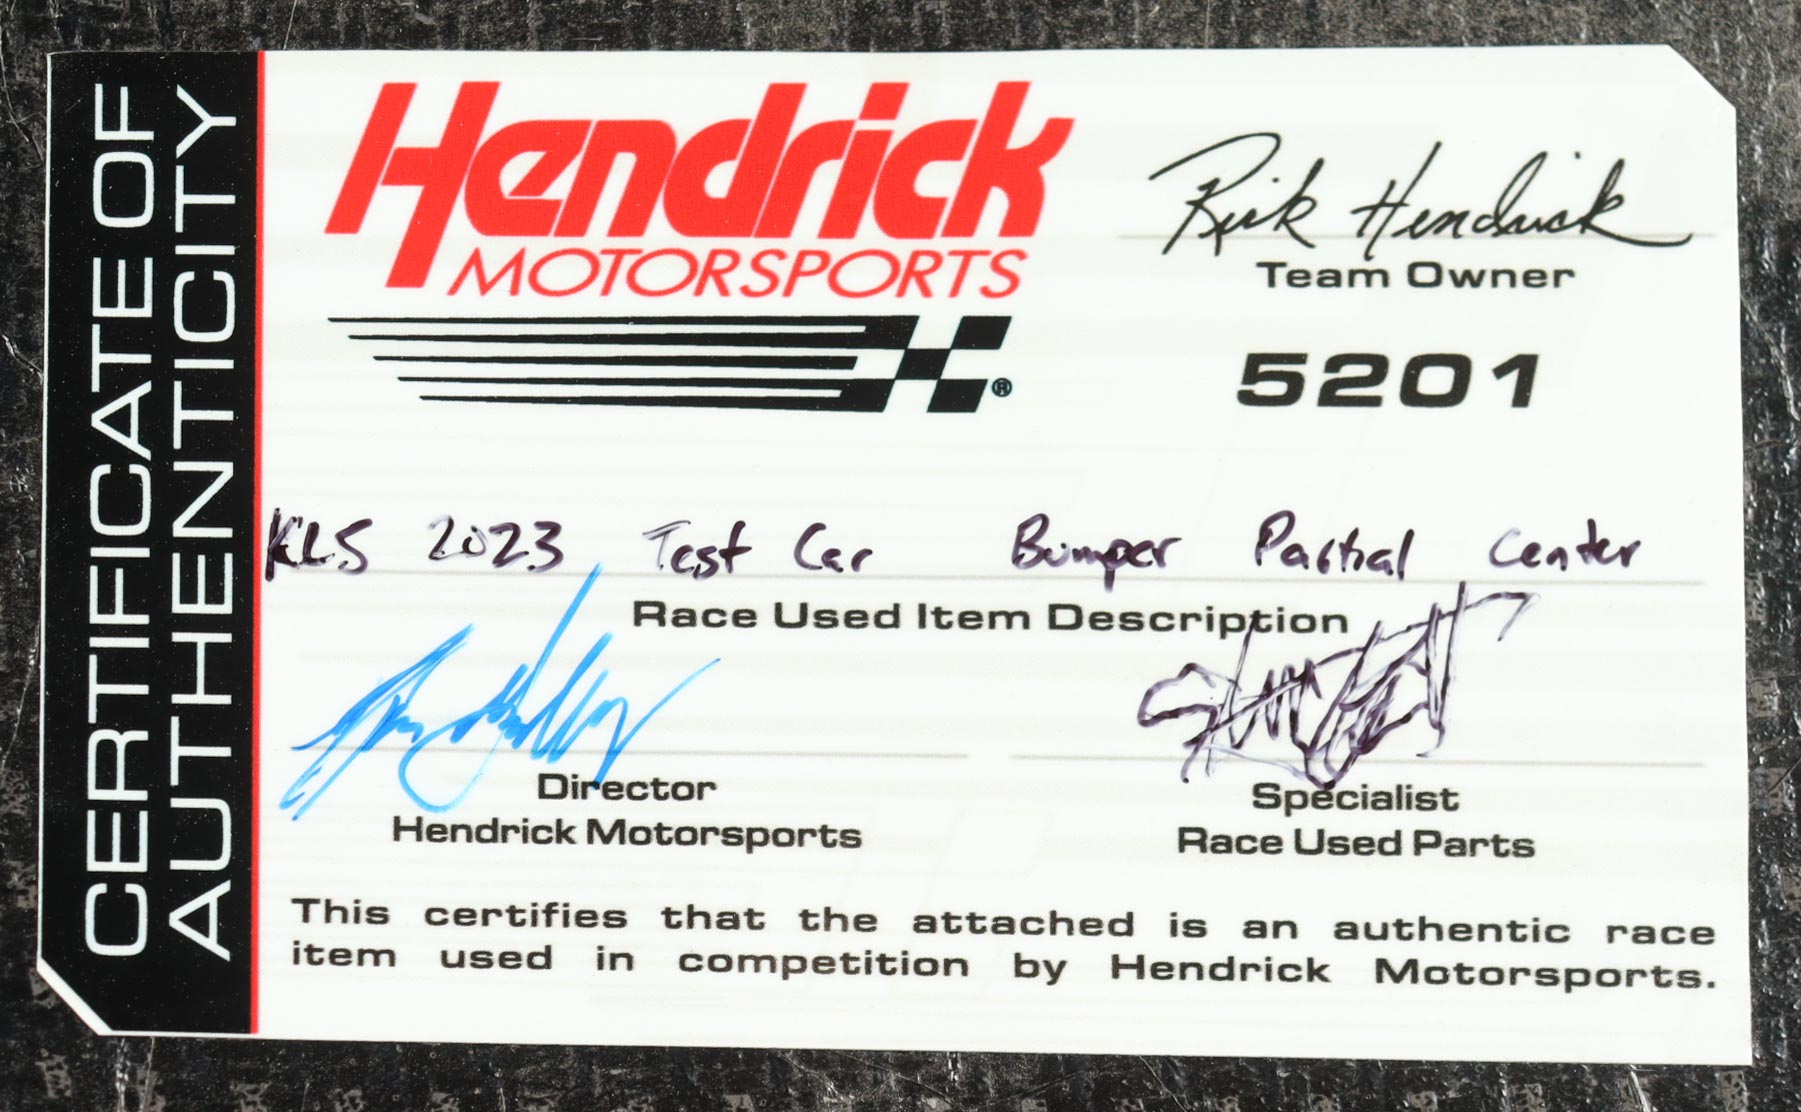 CERTIFICATE OF
AUTHENTICITY
Hendrick
MOTORSPORTS
®
Rick Hendrick
Team Owner
5201
KLS 2023 Test Car Bumper Partial Center
Race Used Item Description
Director
Hendrick Motorsports
Specialist
Race Used Parts
This certifies that the attached is an authentic race
item used in competition by Hendrick Motorsports.